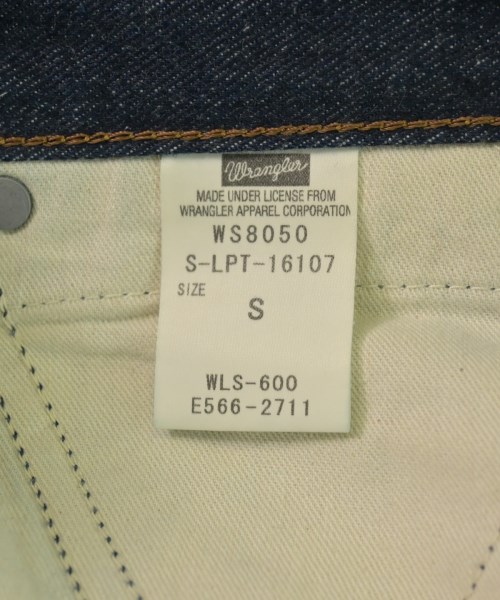 Wrangler
MADE UNDER LICENSE FROM
WRANGLER APPAREL CORPORATION
WS8050
S-LPT-16107
SIZE
S
WLS-600
E566-2711